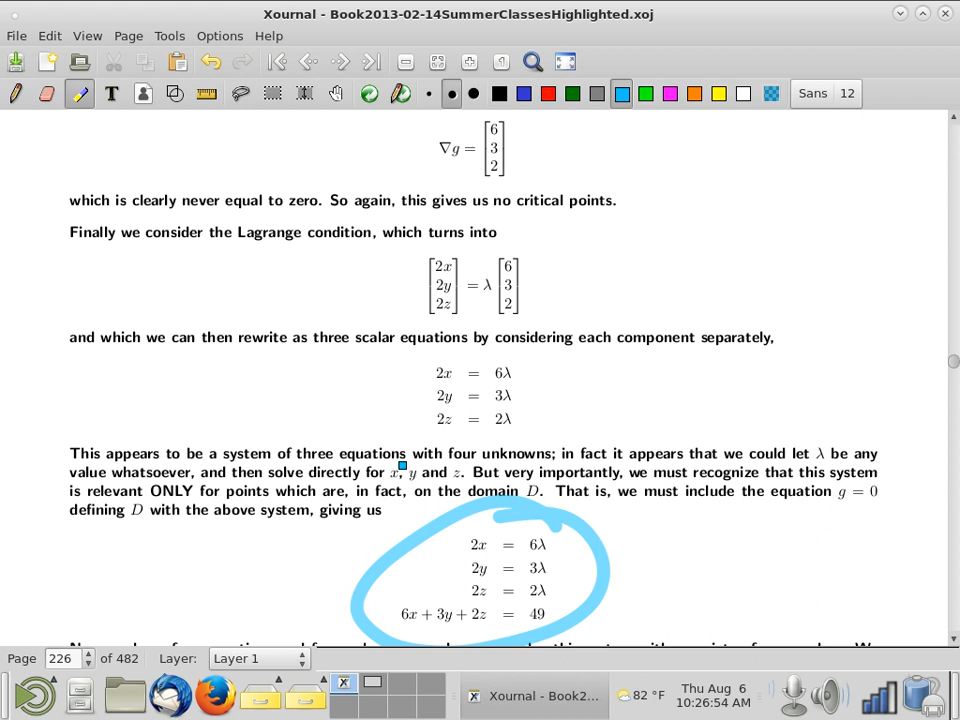 Xournal - Book2013-02-14SummerClassesHighlighted.xoj
File Edit View Page Tools Options Help
Sans 12
∇g = [6 3 2]
which is clearly never equal to zero. So again, this gives us no critical points.
Finally we consider the Lagrange condition, which turns into
[2x 2y 2z] = λ [6 3 2]
and which we can then rewrite as three scalar equations by considering each component separately,
2x = 6λ
2y = 3λ
2z = 2λ
This appears to be a system of three equations with four unknowns; in fact it appears that we could let λ be any
value whatsoever, and then solve directly for x, y and z. But very importantly, we must recognize that this system
is relevant ONLY for points which are, in fact, on the domain D. That is, we must include the equation g = 0
defining D with the above system, giving us
2x = 6λ
2y = 3λ
2z = 2λ
6x + 3y + 2z = 49
Page 226 of 482 Layer: Layer 1
Xournal - Book2... 82 °F Thu Aug 6
10:26:54 AM